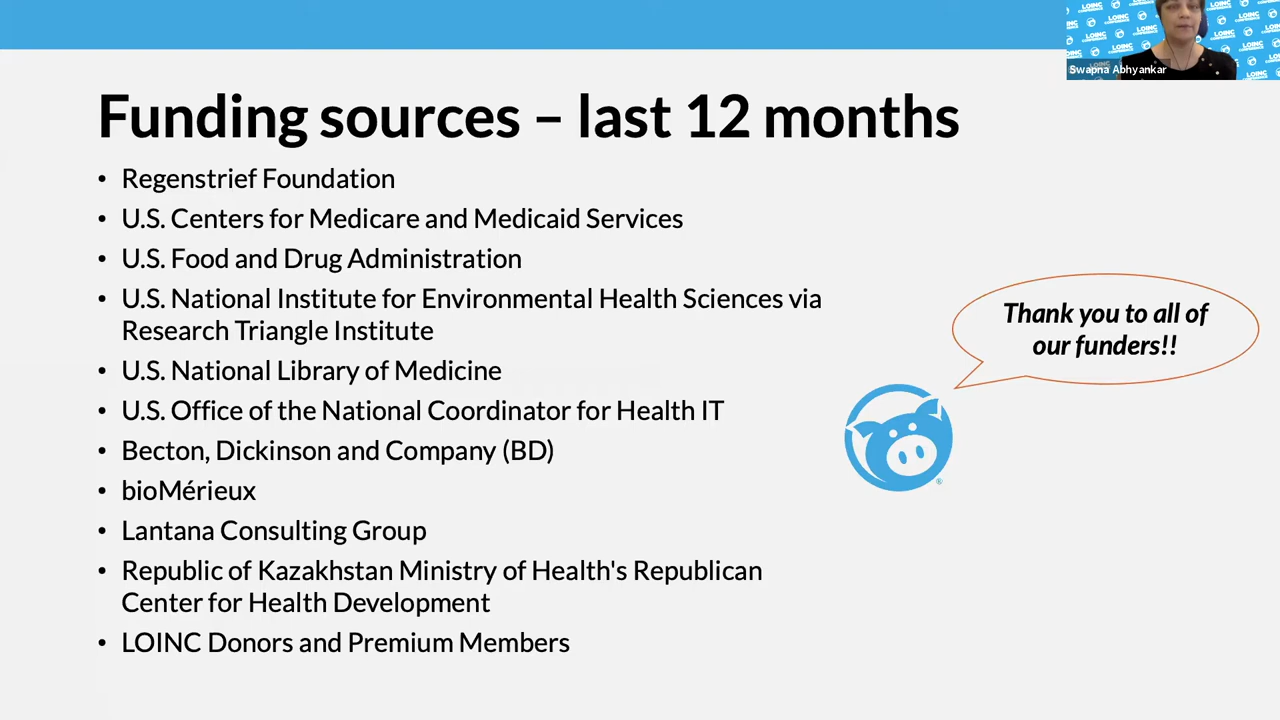 Swapna Abhyankar
Funding sources – last 12 months
• Regenstrief Foundation
• U.S. Centers for Medicare and Medicaid Services
• U.S. Food and Drug Administration
• U.S. National Institute for Environmental Health Sciences via
Research Triangle Institute
• U.S. National Library of Medicine
• U.S. Office of the National Coordinator for Health IT
• Becton, Dickinson and Company (BD)
• bioMérieux
• Lantana Consulting Group
• Republic of Kazakhstan Ministry of Health's Republican
Center for Health Development
• LOINC Donors and Premium Members
Thank you to all of
our funders!!
®